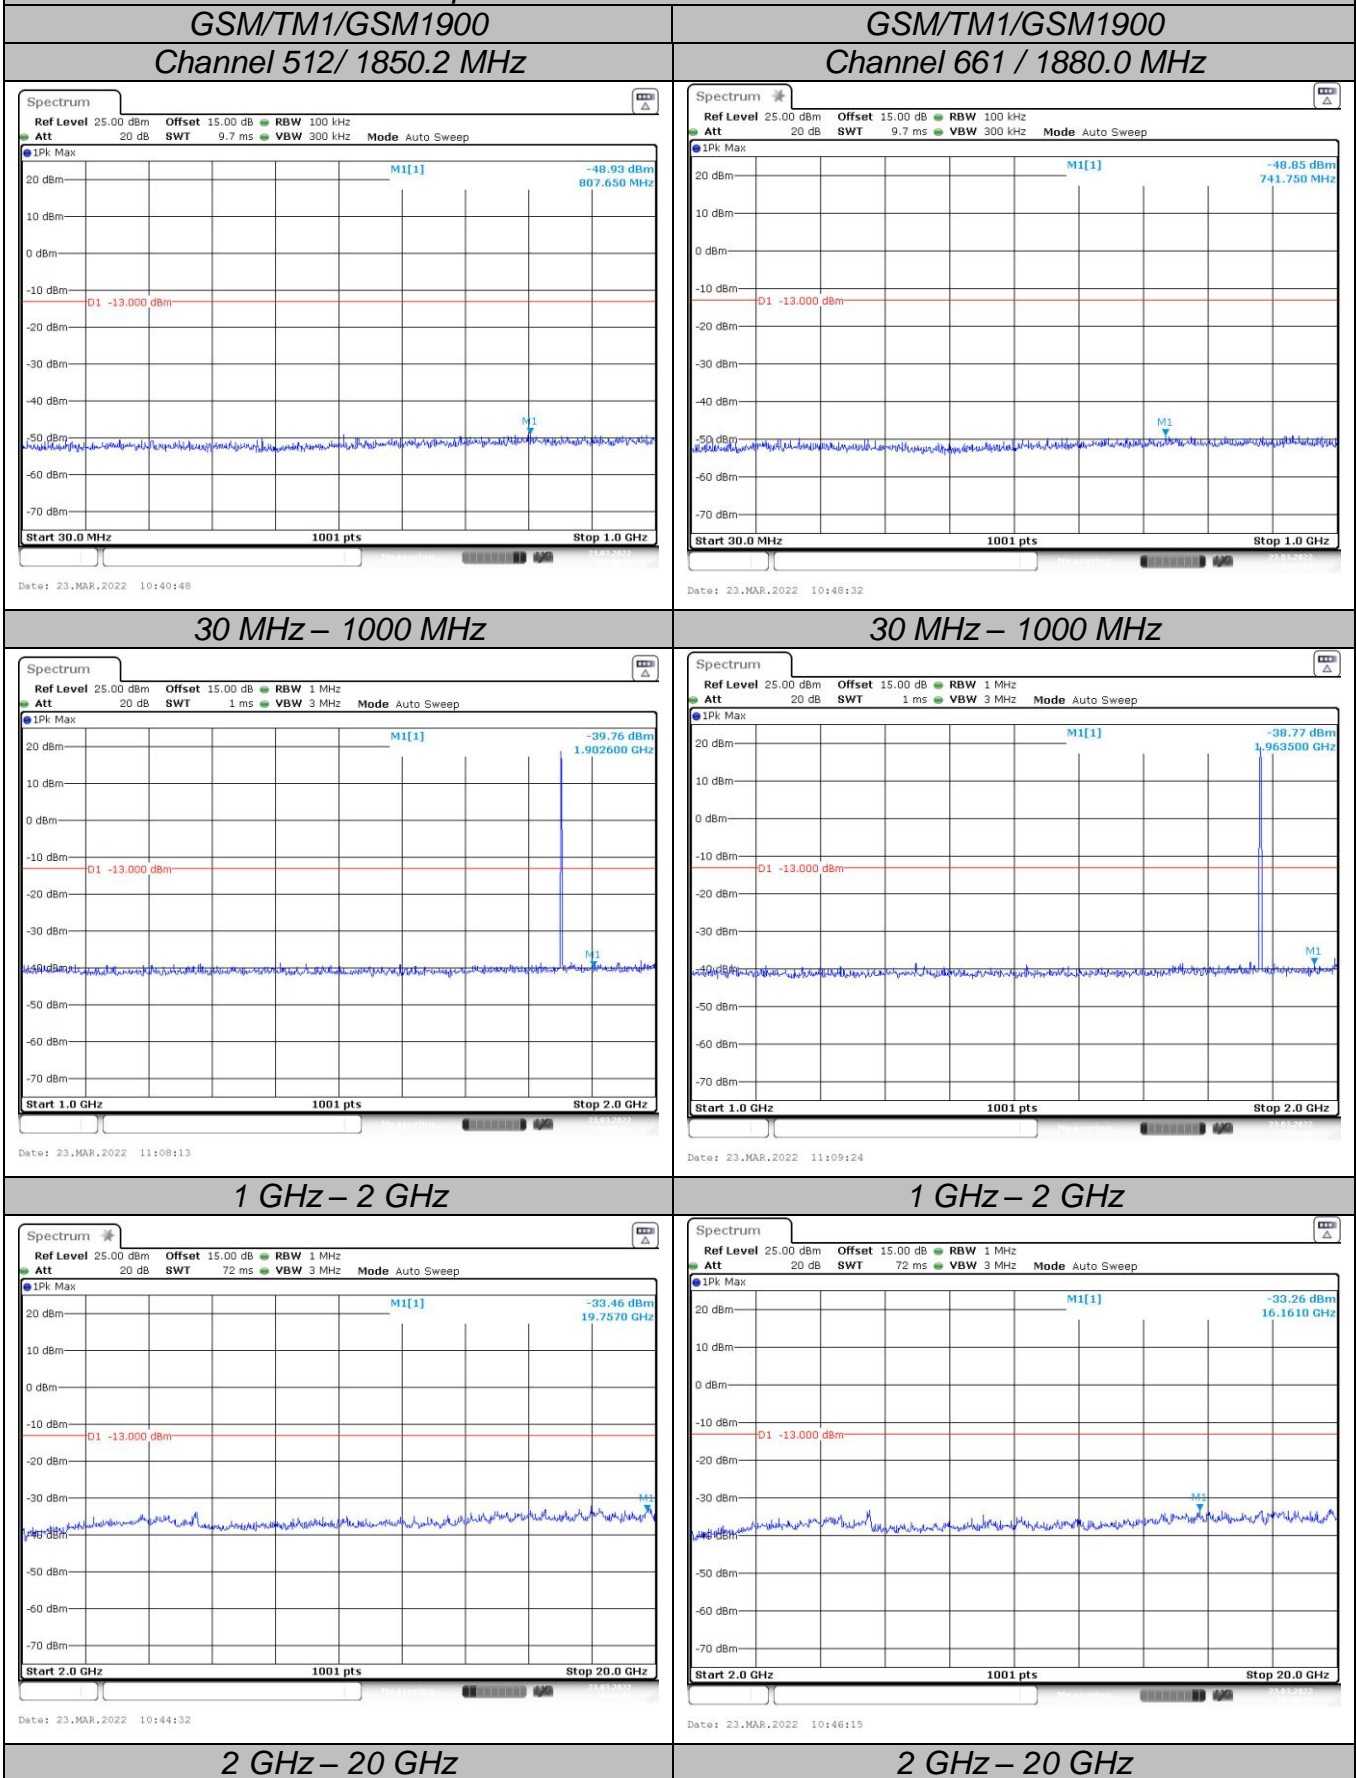 GSM/TM1/GSM1900
GSM/TM1/GSM1900
Channel 512/ 1850.2 MHz
Channel 661 / 1880.0 MHz
Spectrum
Ref Level 25.00 dBm Offset 15.00 dB RBW 100 kHz
Att 20 dB SWT 9.7 ms VBW 300 kHz Mode Auto Sweep
1Pk Max
M1[1] -48.93 dBm
807.650 MHz
20 dBm
10 dBm
0 dBm
-10 dBm
D1 -13.000 dBm
-20 dBm
-30 dBm
-40 dBm
M1
-50 dBm
-60 dBm
-70 dBm
Start 30.0 MHz 1001 pts Stop 1.0 GHz
Date: 23.MAR.2022 10:40:48
Spectrum
Ref Level 25.00 dBm Offset 15.00 dB RBW 100 kHz
Att 20 dB SWT 9.7 ms VBW 300 kHz Mode Auto Sweep
1Pk Max
M1[1] -48.85 dBm
741.750 MHz
20 dBm
10 dBm
0 dBm
-10 dBm
D1 -13.000 dBm
-20 dBm
-30 dBm
-40 dBm
M1
-50 dBm
-60 dBm
-70 dBm
Start 30.0 MHz 1001 pts Stop 1.0 GHz
Date: 23.MAR.2022 10:48:32
30 MHz – 1000 MHz
30 MHz – 1000 MHz
Spectrum
Ref Level 25.00 dBm Offset 15.00 dB RBW 1 MHz
Att 20 dB SWT 1 ms VBW 3 MHz Mode Auto Sweep
1Pk Max
M1[1] -39.76 dBm
1.902600 GHz
20 dBm
10 dBm
0 dBm
-10 dBm
D1 -13.000 dBm
-20 dBm
-30 dBm
M1
-40 dBm
-50 dBm
-60 dBm
-70 dBm
Start 1.0 GHz 1001 pts Stop 2.0 GHz
Date: 23.MAR.2022 11:08:13
Spectrum
Ref Level 25.00 dBm Offset 15.00 dB RBW 1 MHz
Att 20 dB SWT 1 ms VBW 3 MHz Mode Auto Sweep
1Pk Max
M1[1] -38.77 dBm
1.963500 GHz
20 dBm
10 dBm
0 dBm
-10 dBm
D1 -13.000 dBm
-20 dBm
-30 dBm
M1
-40 dBm
-50 dBm
-60 dBm
-70 dBm
Start 1.0 GHz 1001 pts Stop 2.0 GHz
Date: 23.MAR.2022 11:09:24
1 GHz – 2 GHz
1 GHz – 2 GHz
Spectrum
Ref Level 25.00 dBm Offset 15.00 dB RBW 1 MHz
Att 20 dB SWT 72 ms VBW 3 MHz Mode Auto Sweep
1Pk Max
M1[1] -33.46 dBm
19.7570 GHz
20 dBm
10 dBm
0 dBm
-10 dBm
D1 -13.000 dBm
-20 dBm
-30 dBm
M1
-40 dBm
-50 dBm
-60 dBm
-70 dBm
Start 2.0 GHz 1001 pts Stop 20.0 GHz
Date: 23.MAR.2022 10:44:32
Spectrum
Ref Level 25.00 dBm Offset 15.00 dB RBW 1 MHz
Att 20 dB SWT 72 ms VBW 3 MHz Mode Auto Sweep
1Pk Max
M1[1] -33.26 dBm
16.1610 GHz
20 dBm
10 dBm
0 dBm
-10 dBm
D1 -13.000 dBm
-20 dBm
-30 dBm
M1
-40 dBm
-50 dBm
-60 dBm
-70 dBm
Start 2.0 GHz 1001 pts Stop 20.0 GHz
Date: 23.MAR.2022 10:46:15
2 GHz – 20 GHz
2 GHz – 20 GHz